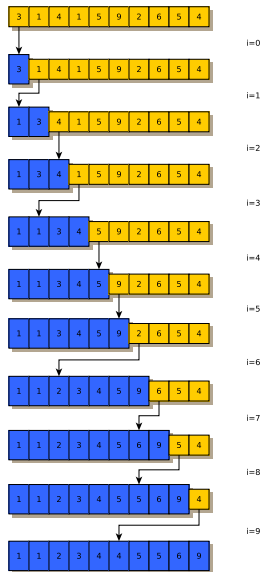 3 1 4 1 5 9 2 6 5 4
i=0
3 1 4 1 5 9 2 6 5 4
i=1
1 3 4 1 5 9 2 6 5 4
i=2
1 3 4 1 5 9 2 6 5 4
i=3
1 1 3 4 5 9 2 6 5 4
i=4
1 1 3 4 5 9 2 6 5 4
i=5
1 1 3 4 5 9 2 6 5 4
i=6
1 1 2 3 4 5 9 6 5 4
i=7
1 1 2 3 4 5 6 9 5 4
i=8
1 1 2 3 4 5 5 6 9 4
i=9
1 1 2 3 4 4 5 5 6 9